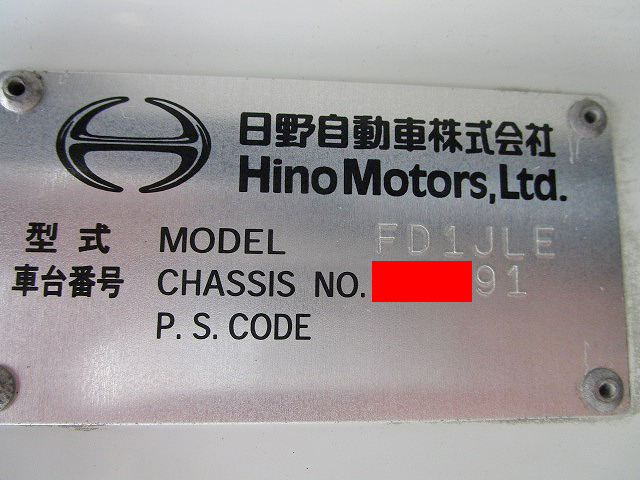 日野自動車株式会社
Hino Motors, Ltd.
型式 MODEL FD1JLE
車台番号 CHASSIS NO. 91
P. S. CODE